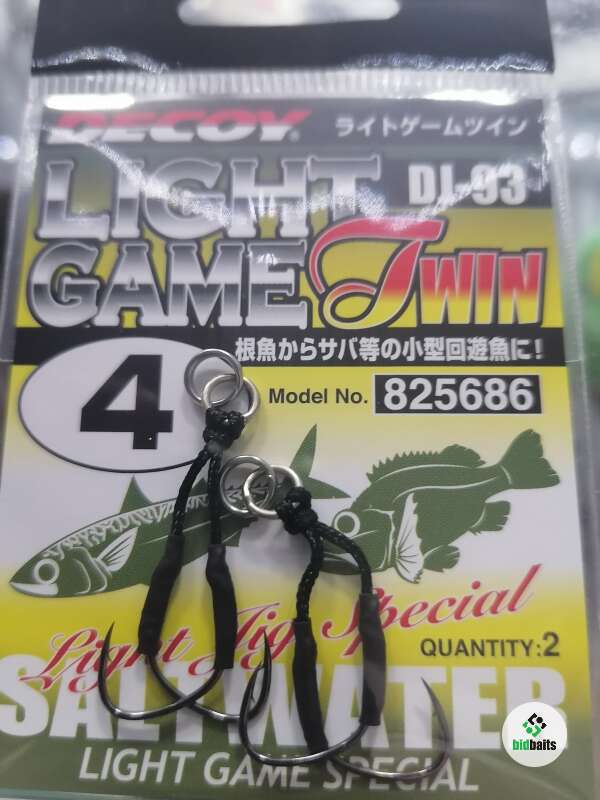 DECOY
ライトゲームツイン
LIGHT DJ-93
GAME TWIN
根魚からサバ等の小型回遊魚に!
4
Model No. 825686
Light Jig Special
QUANTITY:2
SALTWATER
LIGHT GAME SPECIAL
bidbaits